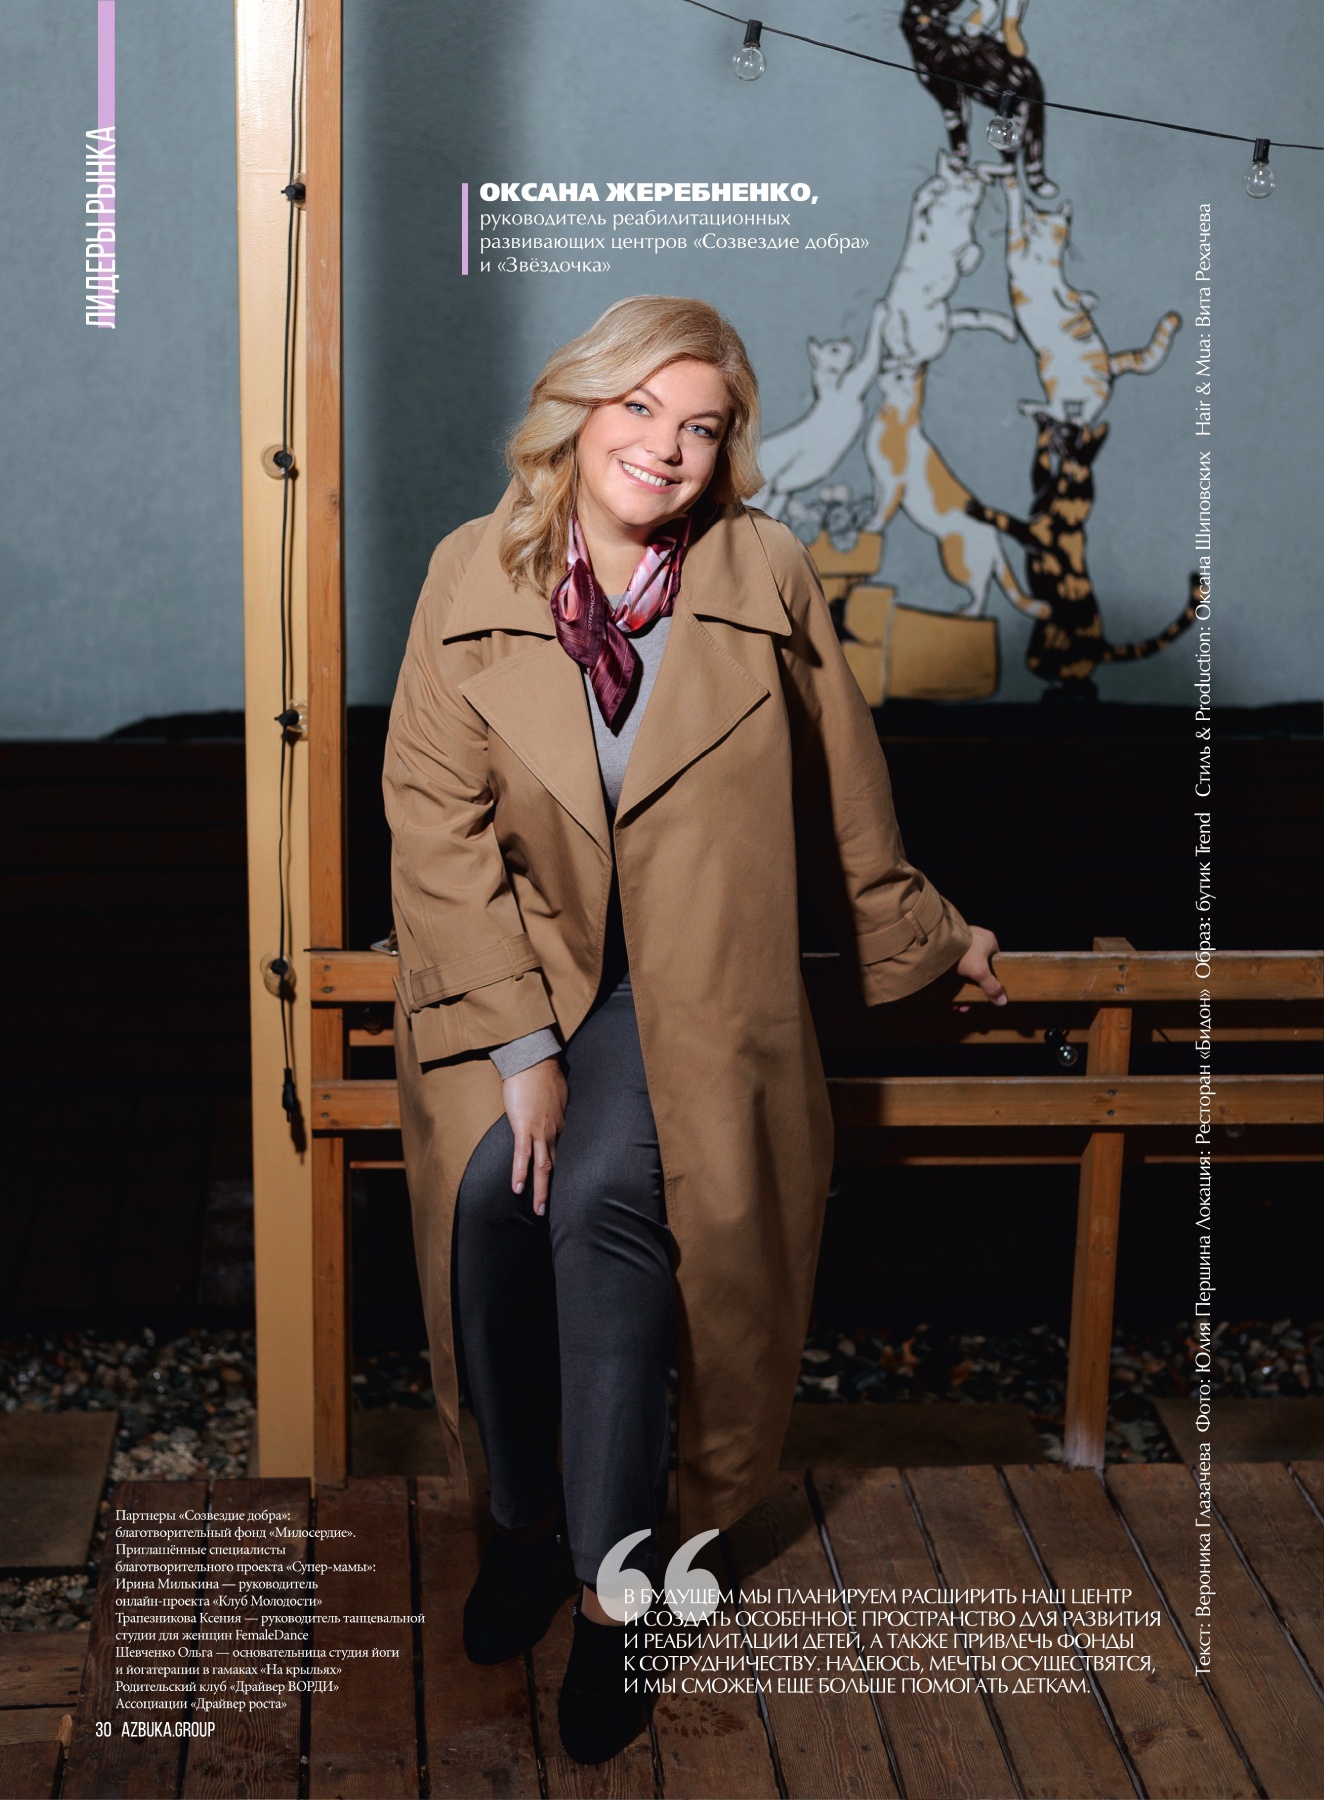 ЛИДЕРЫ РЫНКА
ОКСАНА ЖЕРЕБНЕНКО,
руководитель реабилитационных
развивающих центров «Созвездие добра»
и «Звёздочка»
Текст: Вероника Глазачева Фото: Юлия Першина Локация: Ресторан «Бидон» Образ: бутик Trend Стиль & Production: Оксана Шиповских Hair & Mua: Вита Рехачева
Партнеры «Созвездие добра»:
благотворительный фонд «Милосердие».
Приглашённые специалисты
благотворительного проекта «Супер-мамы»:
Ирина Милькина — руководитель
онлайн-проекта «Клуб Молодости»
Трапезникова Ксения — руководитель танцевальной
студии для женщин FemaleDance
Шевченко Ольга — основательница студия йоги
и йогатерапии в гамаках «На крыльях»
Родительский клуб «Драйвер ВОРДИ»
Ассоциации «Драйвер роста»
“
В БУДУЩЕМ МЫ ПЛАНИРУЕМ РАСШИРИТЬ НАШ ЦЕНТР
И СОЗДАТЬ ОСОБЕННОЕ ПРОСТРАНСТВО ДЛЯ РАЗВИТИЯ
И РЕАБИЛИТАЦИИ ДЕТЕЙ, А ТАКЖЕ ПРИВЛЕЧЬ ФОНДЫ
К СОТРУДНИЧЕСТВУ. НАДЕЮСЬ, МЕЧТЫ ОСУЩЕСТВЯТСЯ,
И МЫ СМОЖЕМ ЕЩЕ БОЛЬШЕ ПОМОГАТЬ ДЕТКАМ.
30 AZBUKA.GROUP